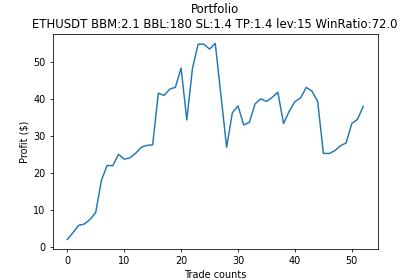 Portfolio
ETHUSDT BBM:2.1 BBL:180 SL:1.4 TP:1.4 lev:15 WinRatio:72.0
Profit ($)
50
40
30
20
10
0
0 10 20 30 40 50
Trade counts